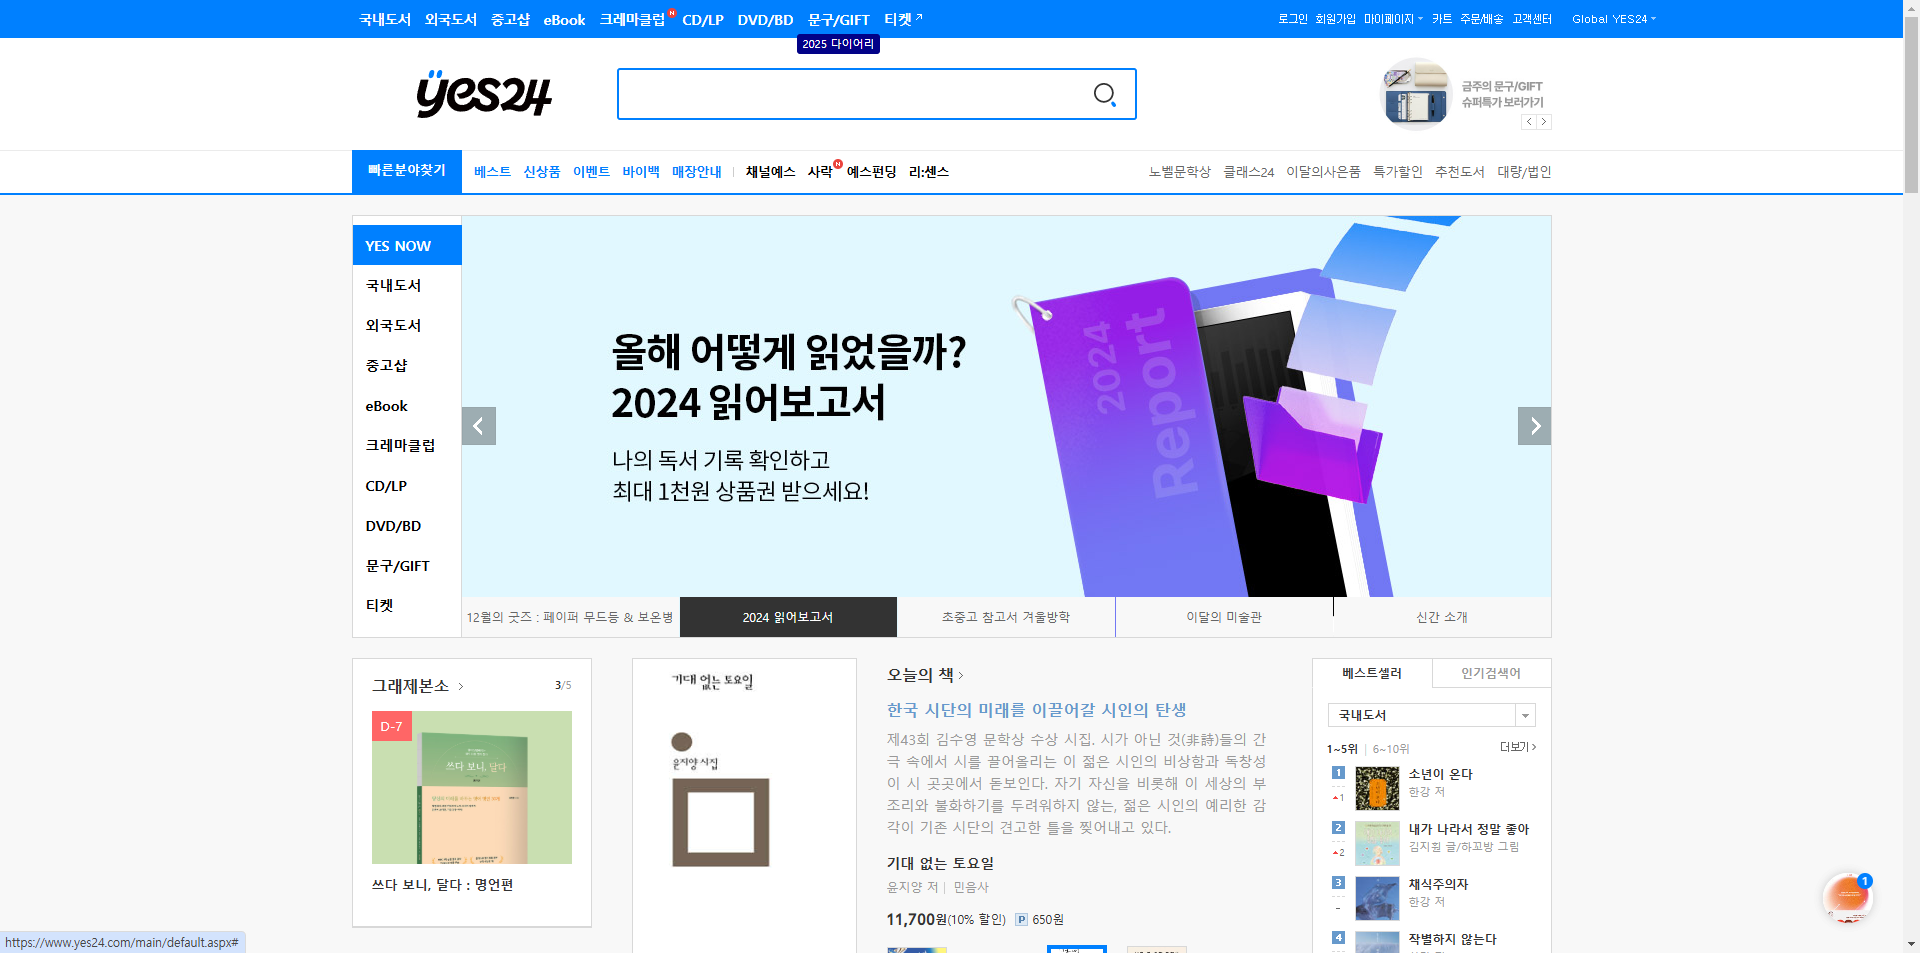 국내도서 외국도서 중고샵 eBook 크레마클럽 N CD/LP DVD/BD 문구/GIFT 티켓
로그인 회원가입 마이페이지 카트 주문/배송 고객센터 Global YES24
2025 다이어리
yes24
금주의 문구/GIFT
슈퍼특가 보러가기
빠른분야찾기 베스트 신상품 이벤트 바이백 매장안내 채널예스 사락 N 예스펀딩 리:센스
노벨문학상 클래스24 이달의사은품 특가할인 추천도서 대량/법인
YES NOW
국내도서
외국도서
중고샵
eBook
크레마클럽
CD/LP
DVD/BD
문구/GIFT
티켓
올해 어떻게 읽었을까?
2024 읽어보고서
나의 독서 기록 확인하고
최대 1천원 상품권 받으세요!
2024
Report
12월의 굿즈 : 페이퍼 무드등 & 보온병
2024 읽어보고서
초중고 참고서 겨울방학
이달의 미술관
신간 소개
그래제본소
3/5
D-7
쓰다 보니, 달다
쓰다 보니, 달다 : 명언편
기대 없는 토요일
윤지양 시집
오늘의 책
한국 시단의 미래를 이끌어갈 시인의 탄생
제43회 김수영 문학상 수상 시집. 시가 아닌 것(非詩)들의 간
극 속에서 시를 끌어올리는 이 젊은 시인의 비상함과 독창성
이 시 곳곳에서 돋보인다. 자기 자신을 비롯해 이 세상의 부
조리와 불화하기를 두려워하지 않는, 젊은 시인의 예리한 감
각이 기존 시단의 견고한 틀을 찢어내고 있다.
기대 없는 토요일
윤지양 저 | 민음사
11,700원(10% 할인) P 650원
베스트셀러
인기검색어
국내도서
1~5위 | 6~10위
더보기
1 소년이 온다
1 한강 저
2 내가 나라서 정말 좋아
2 김지훤 글/하꼬방 그림
3 채식주의자
- 한강 저
4 작별하지 않는다
1
https://www.yes24.com/main/default.aspx#